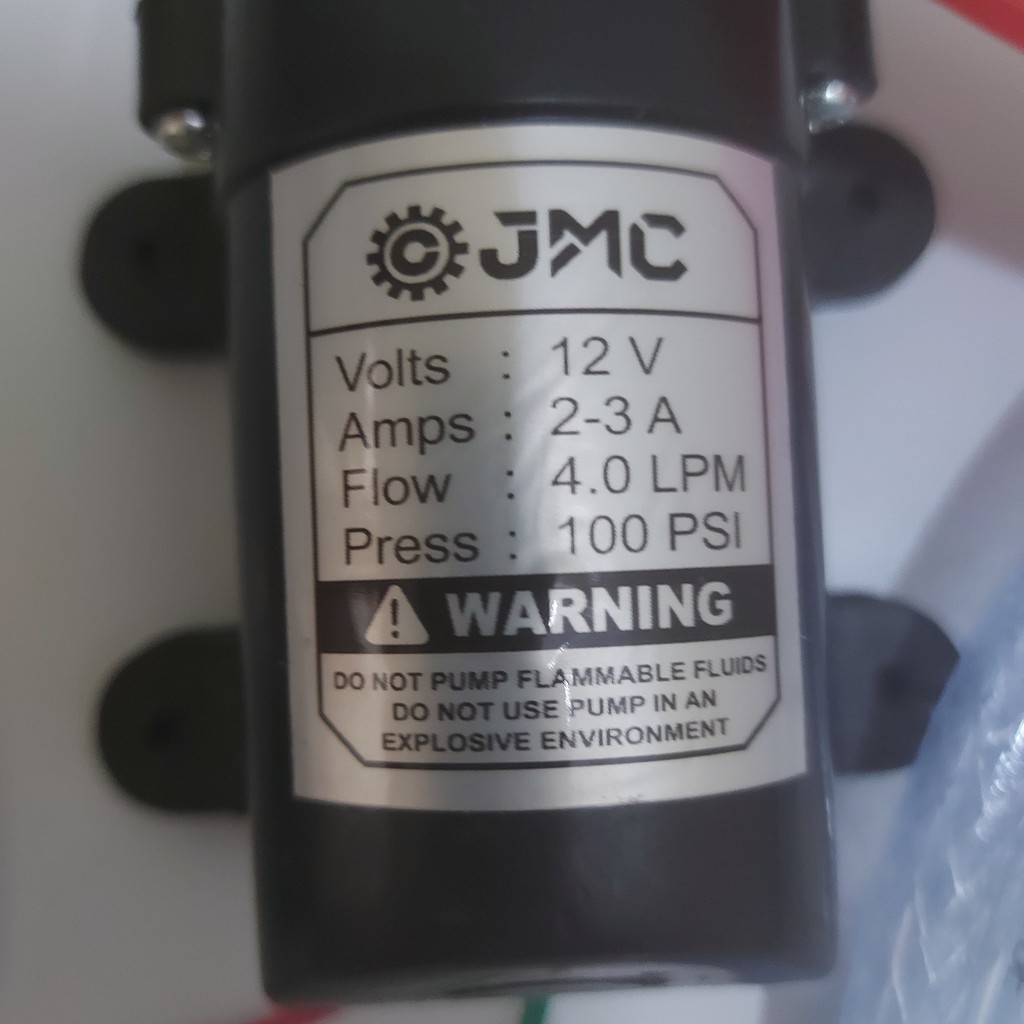 C JMC
Volts : 12 V
Amps : 2-3 A
Flow : 4.0 LPM
Press : 100 PSI
! WARNING
DO NOT PUMP FLAMMABLE FLUIDS
DO NOT USE PUMP IN AN
EXPLOSIVE ENVIRONMENT